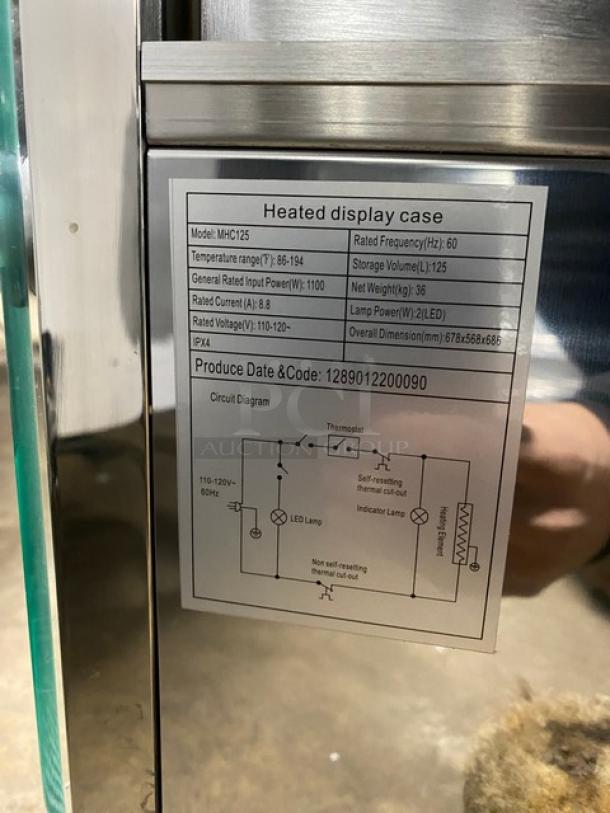 Heated display case
Model: MHC125
Rated Frequency(Hz): 60
Temperature range(℉): 86-194
Storage Volume(L):125
General Rated Input Power(W): 1100
Net Weight(kg): 36
Rated Current (A): 8.8
Lamp Power(W):2(LED)
Rated Voltage(V): 110-120~
Overall Dimension(mm):678x568x686
IPX4
Produce Date &Code: 1289012200090
Circuit Diagram
PCI
AUCTION GROUP
Thermostat
Self-resetting
thermal cut-out
110-120V~
60Hz
LED Lamp
Indicator Lamp
Heating Element
Non self-resetting
thermal cut-out